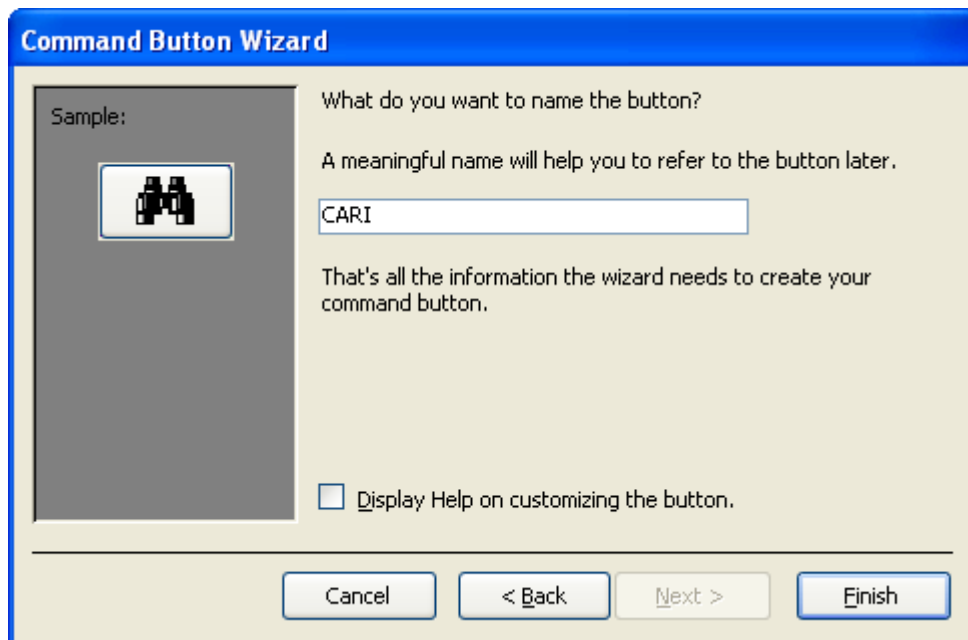 Command Button Wizard
Sample:
What do you want to name the button?
A meaningful name will help you to refer to the button later.
CARI
That's all the information the wizard needs to create your
command button.
Display Help on customizing the button.
Cancel
< Back
Next >
Finish